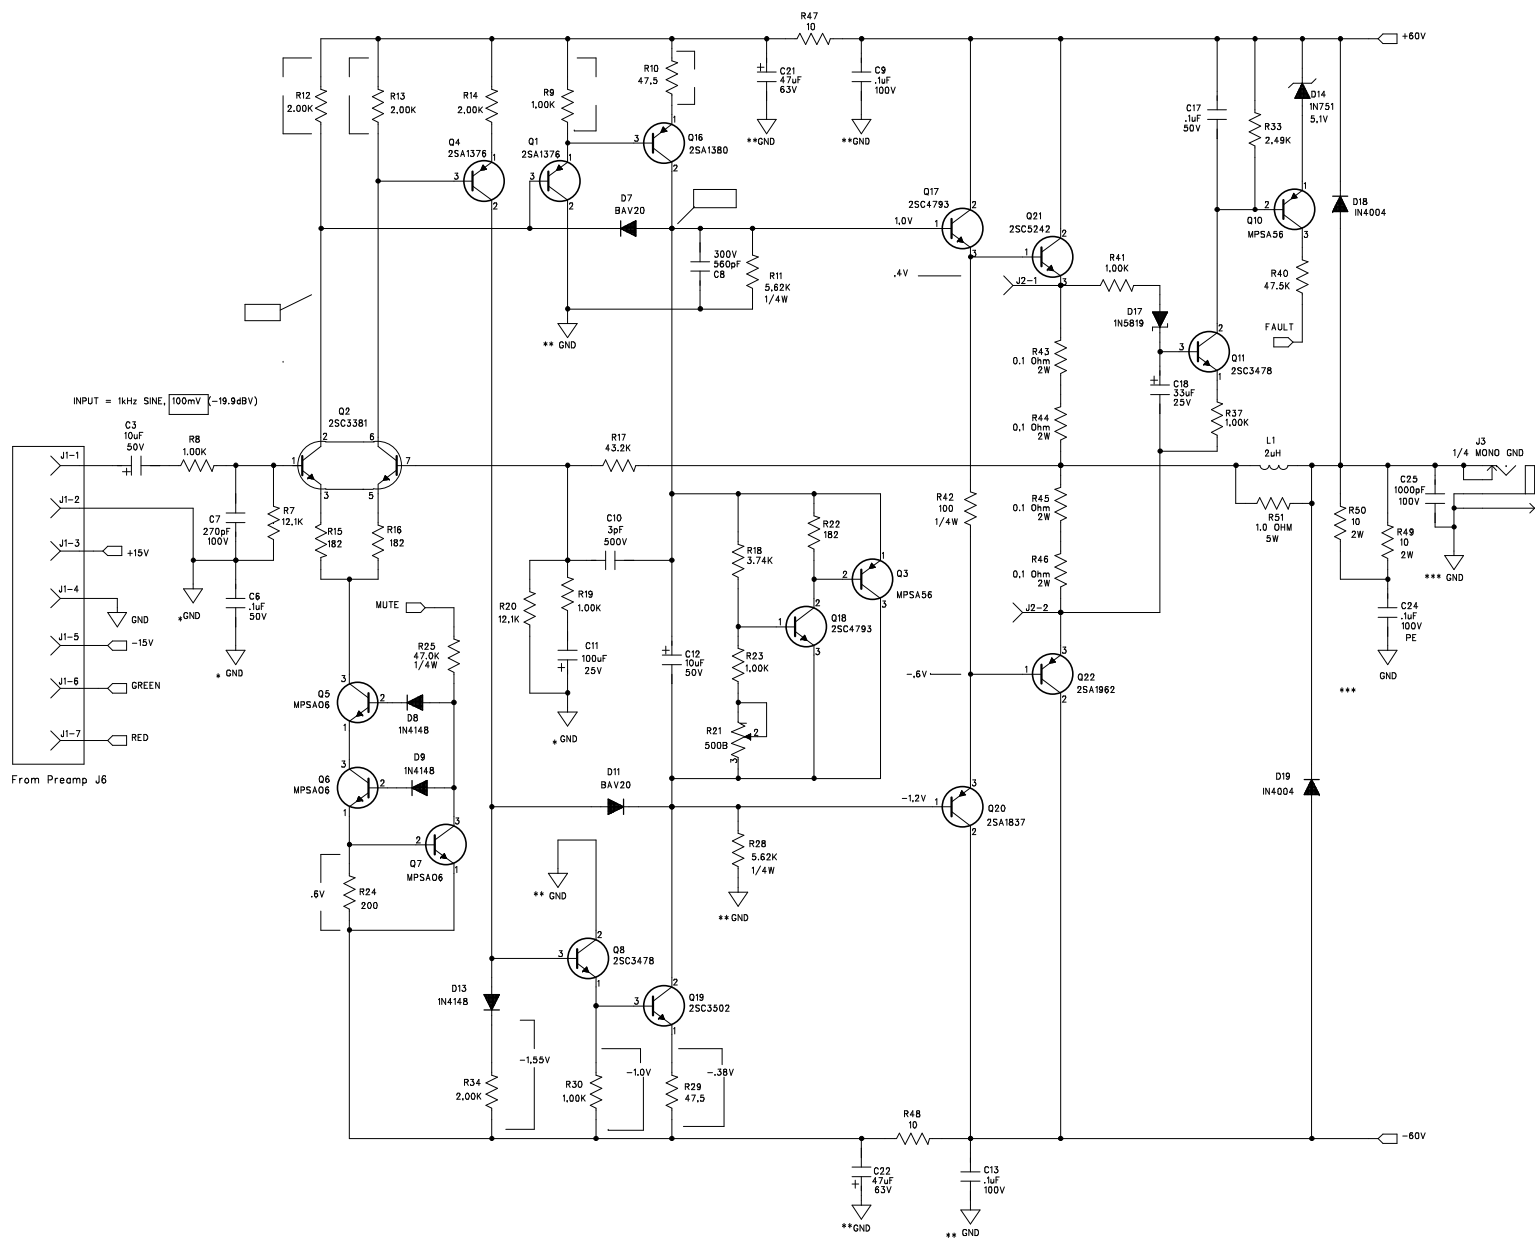 R47
10
+60V
R12
2.00K
R13
2.00K
R14
2.00K
R9
1.00K
R10
47.5
C21
47uF
63V
**GND
C9
.1uF
100V
**GND
C17
.1uF
50V
R33
2.49K
D14
1N751
5.1V
Q4
2SA1376
Q1
2SA1376
Q16
2SA1380
Q17
2SC4793
Q21
2SC5242
Q10
MPSA56
D18
IN4004
D7
BAV20
1.0V
.4V
300V
560pF
C8
R11
5.62K
1/4W
** GND
J2-1
R41
1.00K
D17
1N5819
R40
47.5K
FAULT
Q11
2SC3478
R43
0.1 Ohm
2W
C18
33uF
25V
R37
1.00K
R44
0.1 Ohm
2W
INPUT = 1kHz SINE, 100mV (-19.9dBV)
C3
10uF
50V
R8
1.00K
Q2
2SC3381
R17
43.2K
L1
2uH
J3
1/4 MONO GND
J1-1
J1-2
J1-3
+15V
J1-4
GND
J1-5
-15V
J1-6
GREEN
J1-7
RED
From Preamp J6
C7
270pF
100V
R7
12.1K
R15
182
R16
182
C10
3pF
500V
R18
3.74K
R22
182
Q3
MPSA56
R42
100
1/4W
R45
0.1 Ohm
2W
R46
0.1 Ohm
2W
R51
1.0 OHM
5W
R50
10
2W
R49
10
2W
C25
1000pF
100V
*** GND
*GND
C6
.1uF
50V
* GND
MUTE
R25
47.0K
1/4W
R20
12.1K
R19
1.00K
C11
100uF
25V
* GND
C12
10uF
50V
R23
1.00K
Q18
2SC4793
R21
500B
J2-2
-.6V
Q22
2SA1962
C24
.1uF
100V
PE
GND
***
Q5
MPSA06
D8
1N4148
Q6
MPSA06
D9
1N4148
Q7
MPSA06
.6V
R24
200
D11
BAV20
-1.2V
Q20
2SA1837
D19
IN4004
R28
5.62K
1/4W
** GND
** GND
Q8
2SC3478
D13
1N4148
Q19
2SC3502
R34
2.00K
-1.55V
R30
1.00K
-1.0V
R29
47.5
-.38V
R48
10
-60V
C22
47uF
63V
**GND
C13
.1uF
100V
** GND